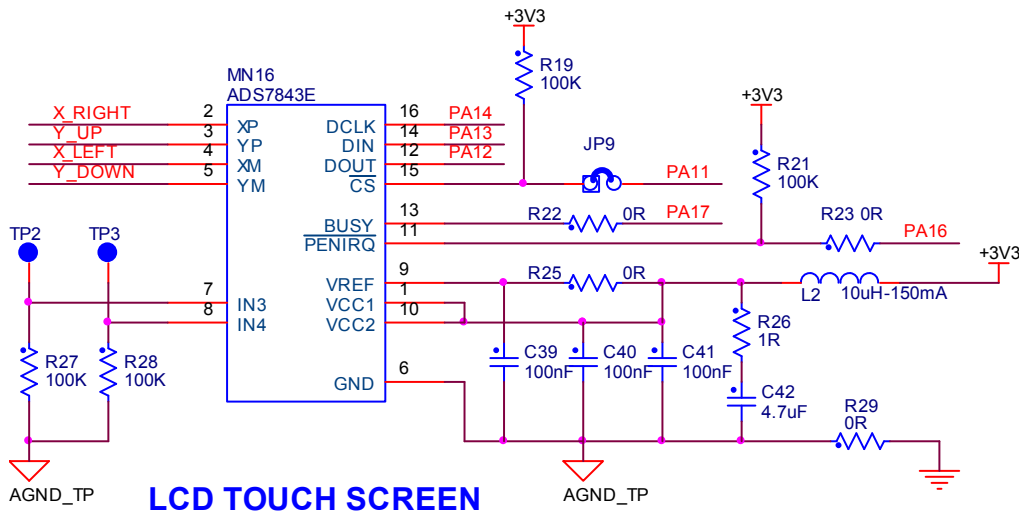 +3V3
R19
100K
MN16
ADS7843E
+3V3
X_RIGHT 2 XP DCLK 16 PA14
Y_UP 3 YP DIN 14 PA13
X_LEFT 4 XM DOUT 12 PA12
Y_DOWN 5 YM CS 15 JP9 PA11
R21
100K
BUSY 13 R22 0R PA17
PENIRQ 11 R23 0R PA16
TP2 TP3
+3V3
VREF 9 R25 0R
7 IN3 VCC1 1 L2 10uH-150mA
8 IN4 VCC2 10
R26
1R
R27
100K
R28
100K
C39
100nF
C40
100nF
C41
100nF
GND 6
C42
4.7uF
R29
0R
AGND_TP
LCD TOUCH SCREEN
AGND_TP